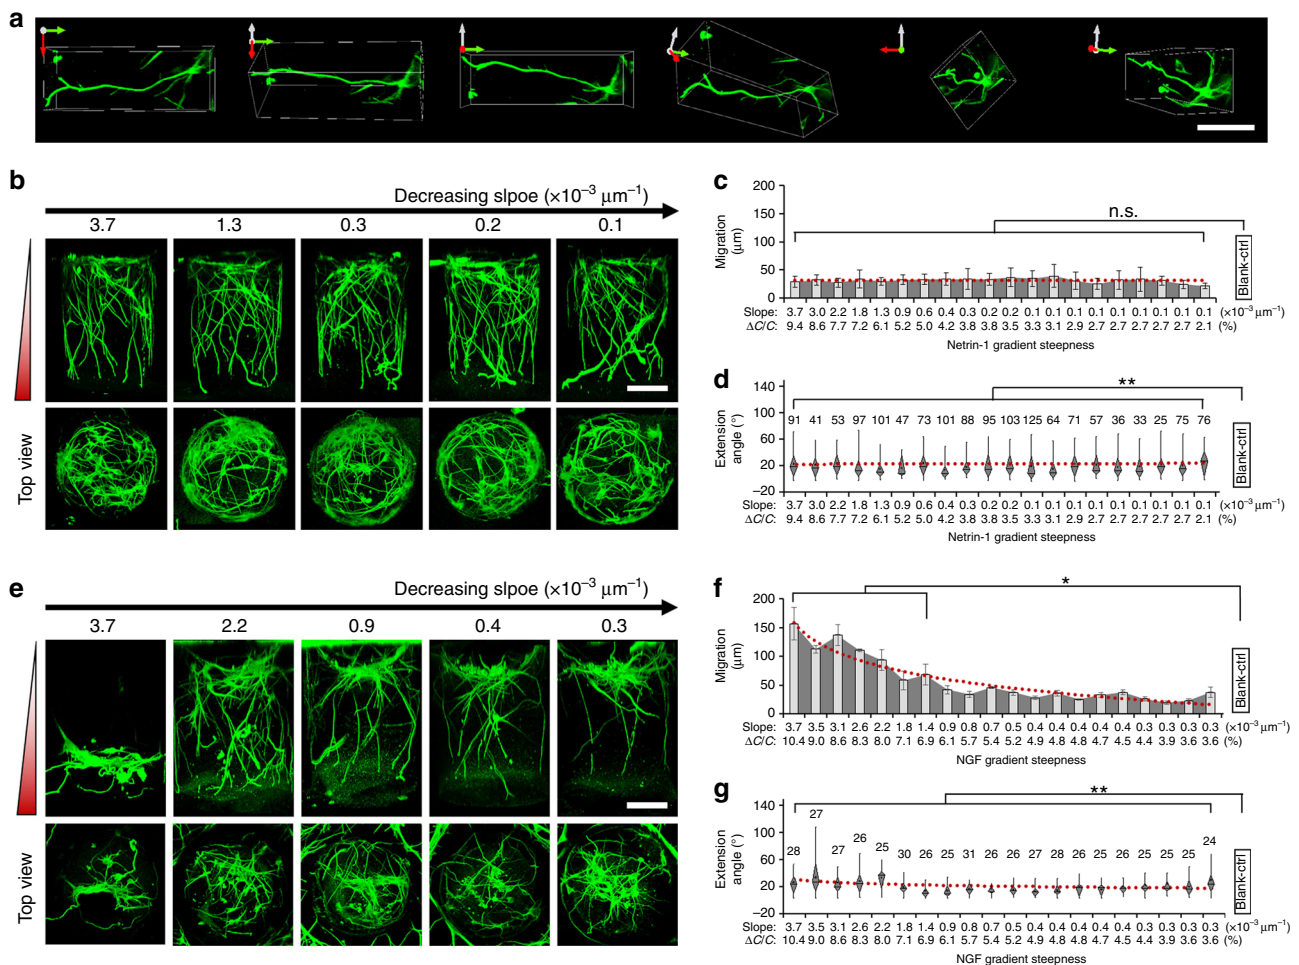 a
b
Decreasing slpoe (×10⁻³ μm⁻¹)
3.7 1.3 0.3 0.2 0.1
Top view
c
Migration (μm)
200
150
100
50
0
n.s.
Blank-ctrl
Slope: 3.7 3.0 2.2 1.8 1.3 0.9 0.6 0.4 0.3 0.2 0.2 0.1 0.1 0.1 0.1 0.1 0.1 0.1 0.1 0.1 (×10⁻³ μm⁻¹)
ΔC/C: 9.4 8.6 7.7 7.2 6.1 5.2 5.0 4.2 3.8 3.8 3.5 3.3 3.1 2.9 2.7 2.7 2.7 2.7 2.7 2.1 (%)
Netrin-1 gradient steepness
d
Extension angle (°)
140
100
60
20
−20
**
91 41 53 97 101 47 73 101 88 95 103 125 64 71 57 36 33 25 75 76
Blank-ctrl
Slope: 3.7 3.0 2.2 1.8 1.3 0.9 0.6 0.4 0.3 0.2 0.2 0.1 0.1 0.1 0.1 0.1 0.1 0.1 0.1 0.1 (×10⁻³ μm⁻¹)
ΔC/C: 9.4 8.6 7.7 7.2 6.1 5.2 5.0 4.2 3.8 3.8 3.5 3.3 3.1 2.9 2.7 2.7 2.7 2.7 2.7 2.1 (%)
Netrin-1 gradient steepness
e
Decreasing slpoe (×10⁻³ μm⁻¹)
3.7 2.2 0.9 0.4 0.3
Top view
f
Migration (μm)
200
150
100
50
0
*
Blank-ctrl
Slope: 3.7 3.5 3.1 2.6 2.2 1.8 1.4 0.9 0.8 0.7 0.5 0.4 0.4 0.4 0.4 0.4 0.3 0.3 0.3 0.3 (×10⁻³ μm⁻¹)
ΔC/C: 10.4 9.0 8.6 8.3 8.0 7.1 6.9 6.1 5.7 5.4 5.2 4.9 4.8 4.8 4.7 4.5 4.4 3.9 3.6 3.6 (%)
NGF gradient steepness
g
Extension angle (°)
140
100
60
20
−20
**
28 27 27 26 25 30 26 25 31 26 26 27 28 26 25 26 25 25 25 24
Blank-ctrl
Slope: 3.7 3.5 3.1 2.6 2.2 1.8 1.4 0.9 0.8 0.7 0.5 0.4 0.4 0.4 0.4 0.4 0.3 0.3 0.3 0.3 (×10⁻³ μm⁻¹)
ΔC/C: 10.4 9.0 8.6 8.3 8.0 7.1 6.9 6.1 5.7 5.4 5.2 4.9 4.8 4.8 4.7 4.5 4.4 3.9 3.6 3.6 (%)
NGF gradient steepness